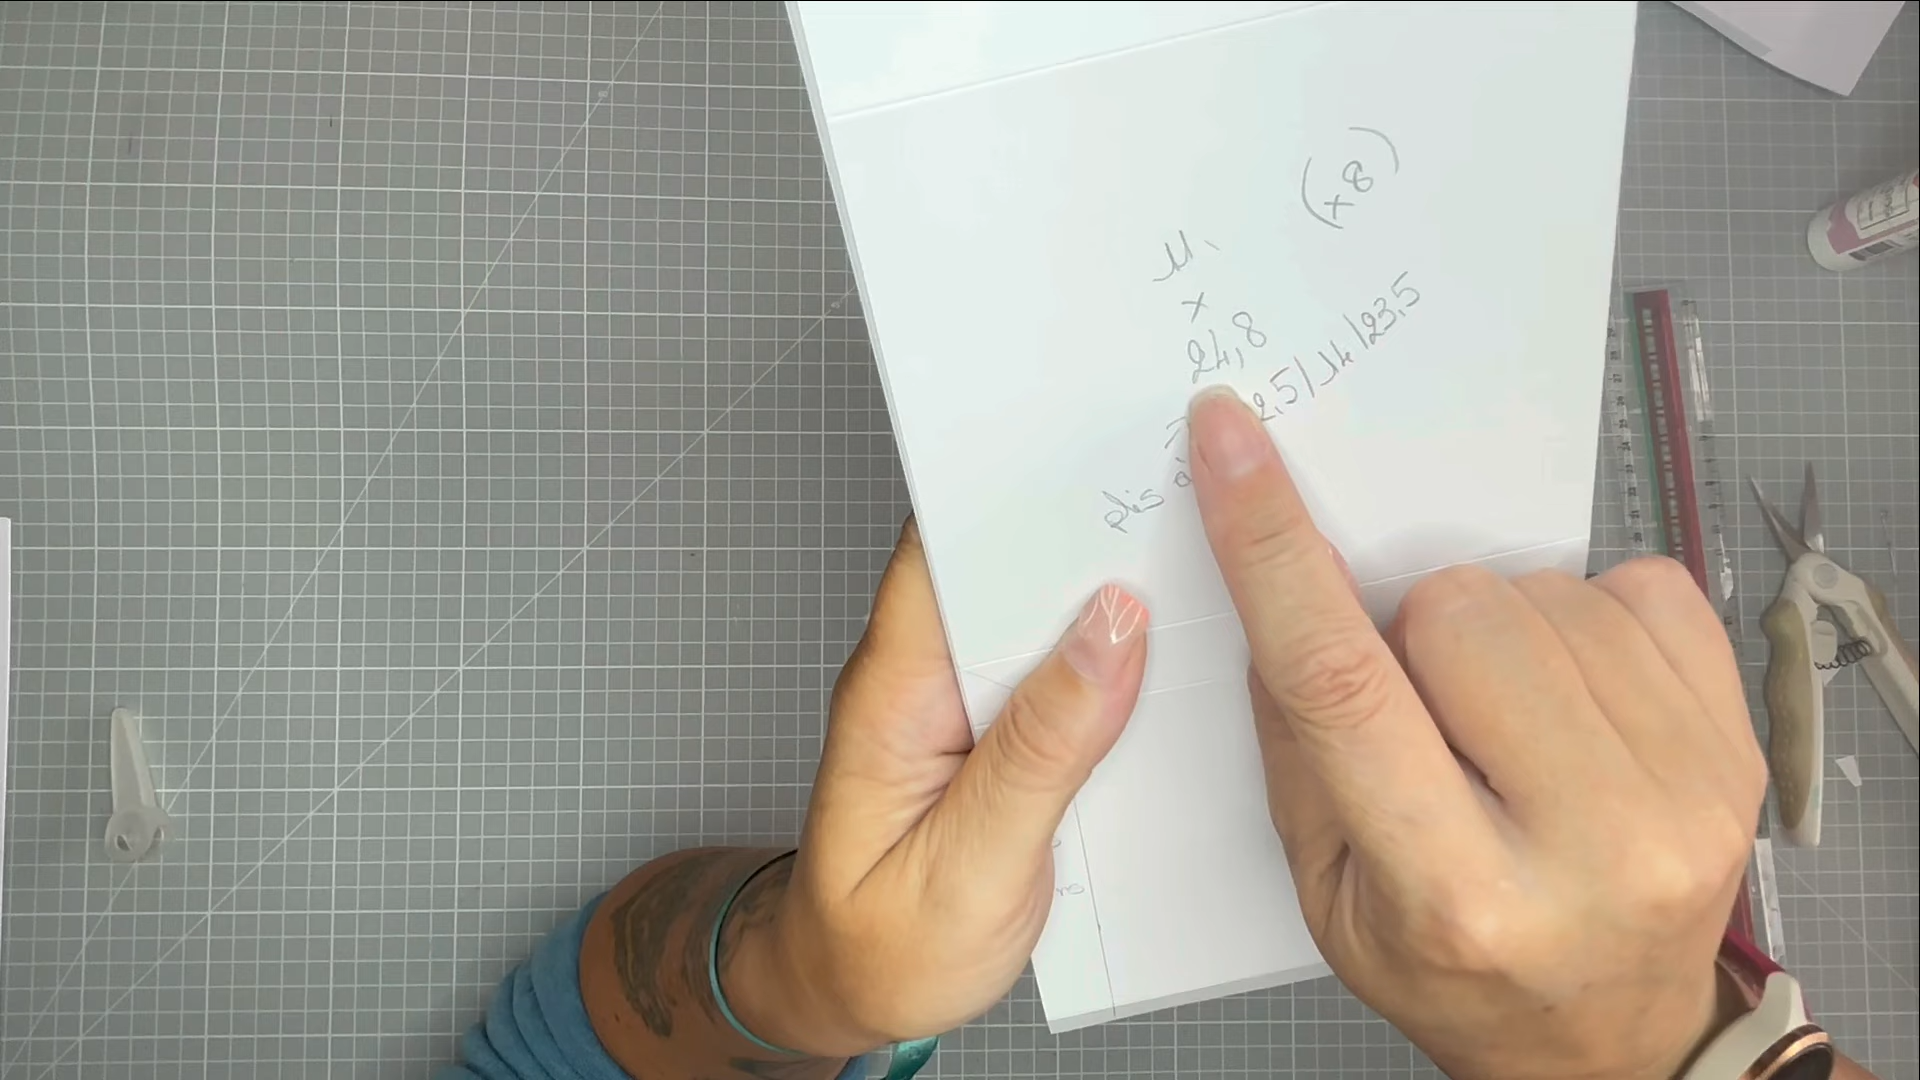 (x8)
11,
x
24,8
2,5/14/23,5
plis à